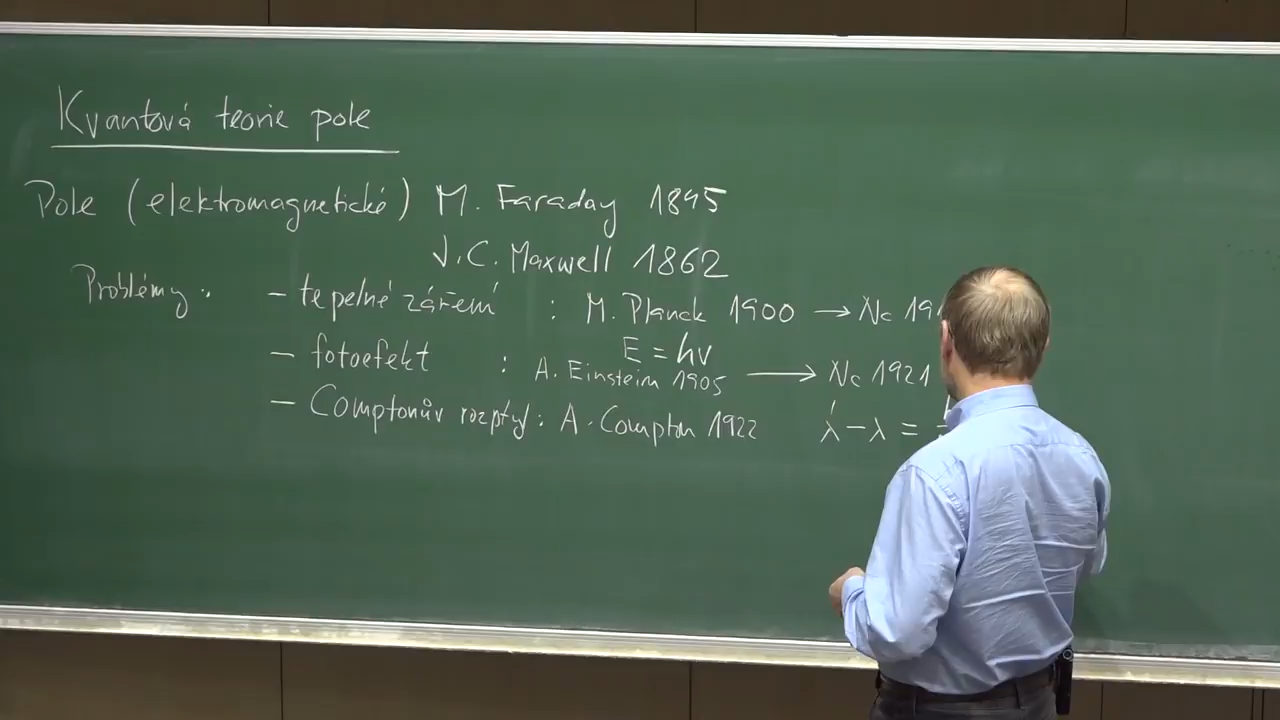 Kvantová teorie pole
Pole (elektromagnetické) M. Faraday 1845
J.C. Maxwell 1862
Problémy: - tepelné záření : M. Planck 1900 → Nc 19
E = hν
- fotoefekt : A. Einstein 1905 → Nc 1921
- Comptonův rozptyl: A. Compton 1922 λ' - λ =